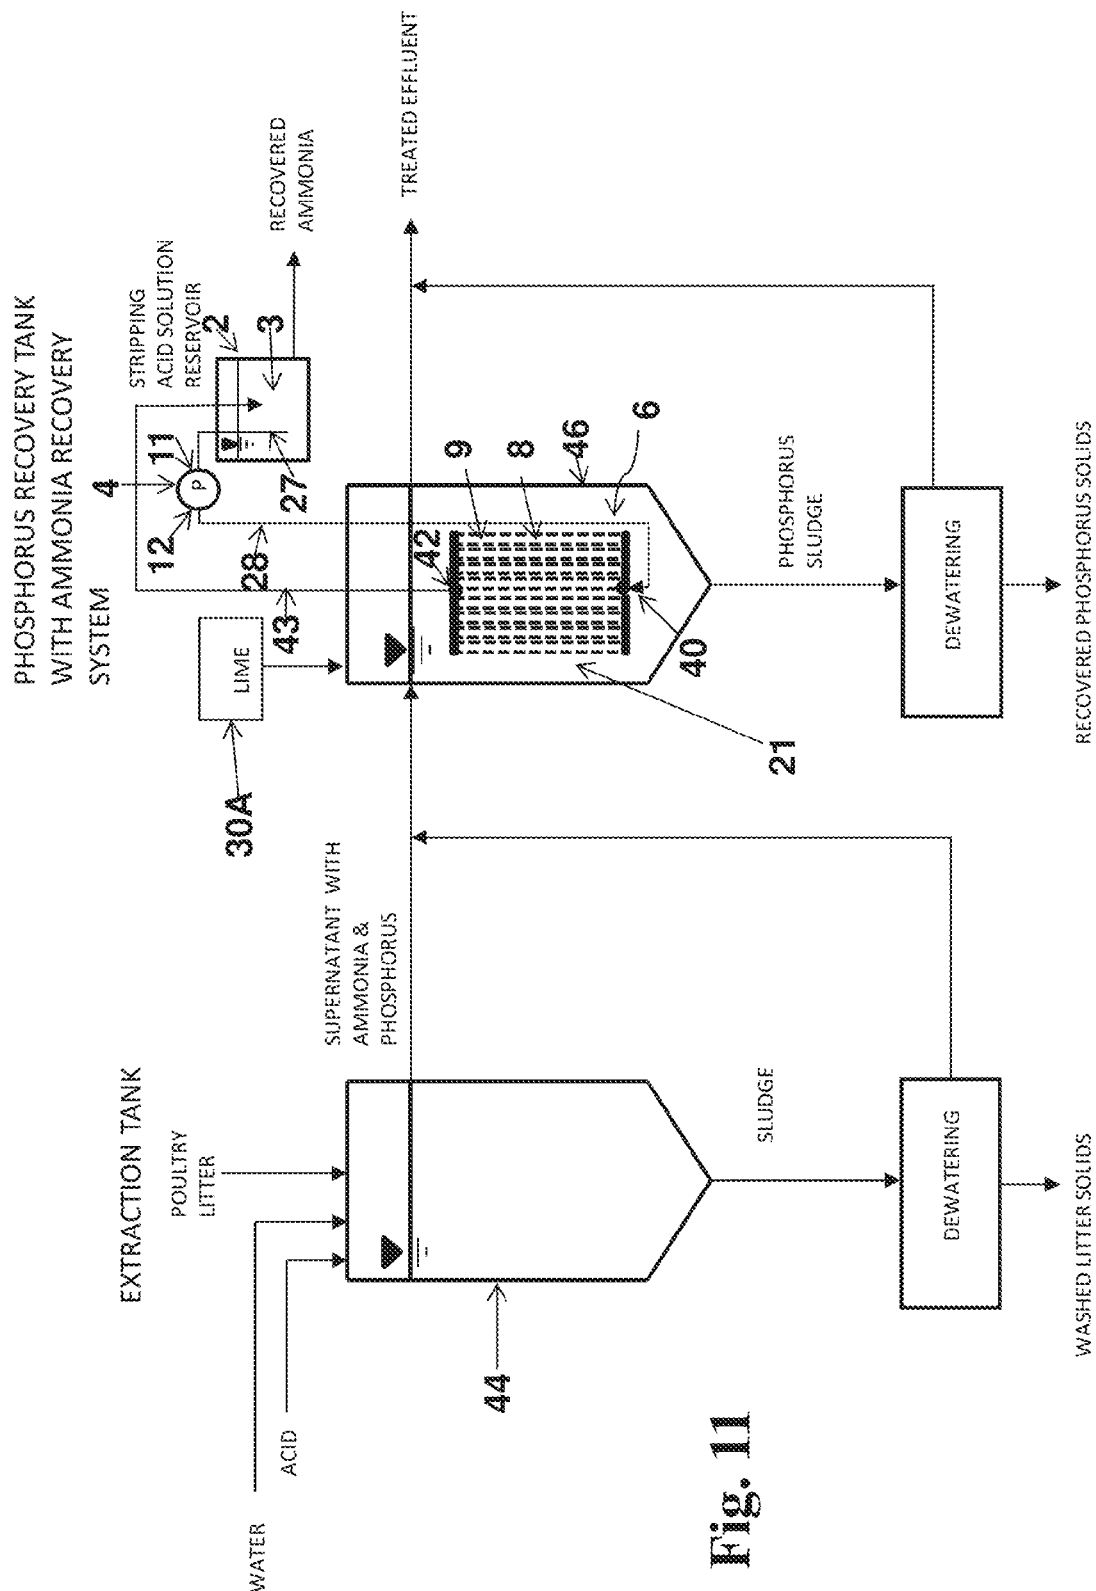 PHOSPHORUS RECOVERY TANK
WITH AMMONIA RECOVERY
SYSTEM
EXTRACTION TANK
POULTRY
LITTER
WATER
ACID
44
SUPERNATANT WITH
AMMONIA &
PHOSPHORUS
SLUDGE
DEWATERING
WASHED LITTER SOLIDS
30A
LIME
43
28
12
4
11
P
27
STRIPPING
ACID SOLUTION
RESERVOIR
2
3
RECOVERED
AMMONIA
TREATED EFFLUENT
42
9
8
46
6
40
21
PHOSPHORUS
SLUDGE
DEWATERING
RECOVERED PHOSPHORUS SOLIDS
Fig. 11